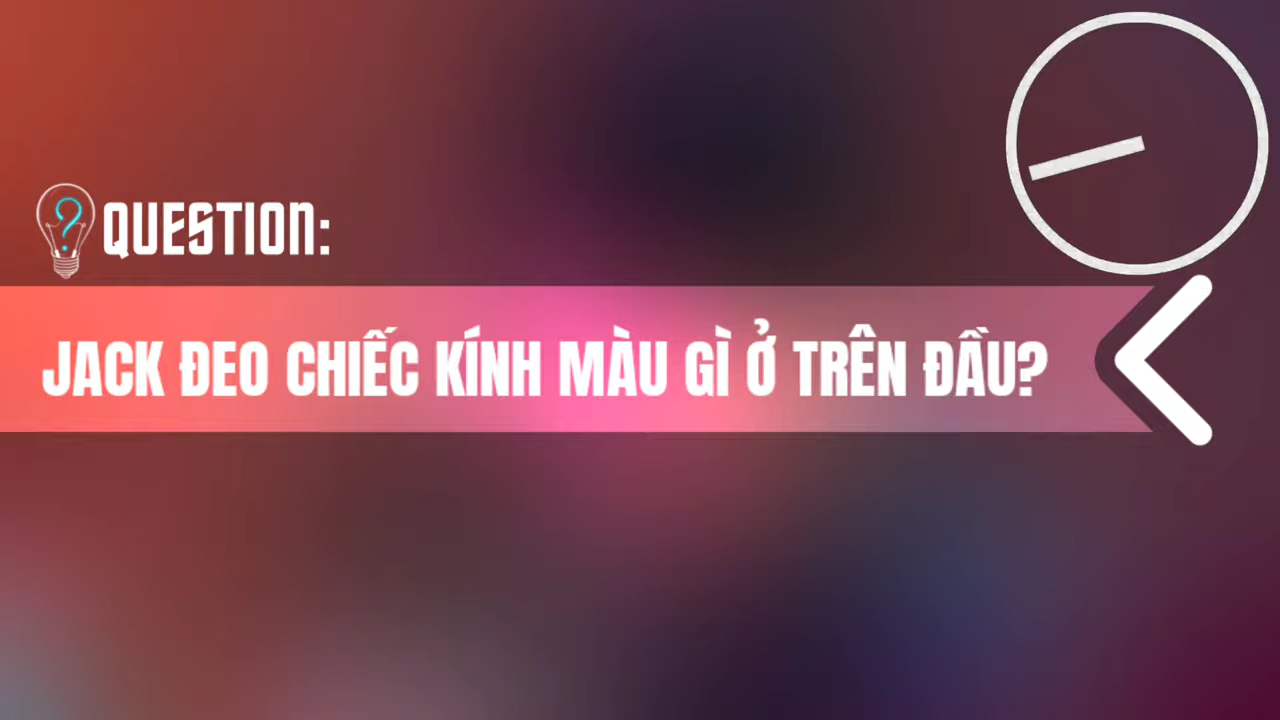 QUESTION:
JACK ĐEO CHIẾC KÍNH MÀU GÌ Ở TRÊN ĐẦU?